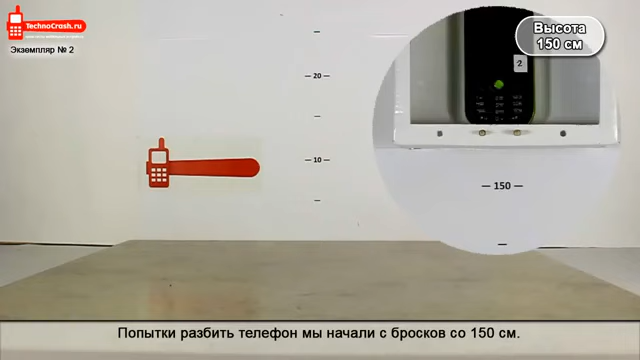 TechnoCrash.ru
Экземпляр № 2
Высота
150 см
2
— 20 —
— 10 —
— 150 —
Попытки разбить телефон мы начали с бросков со 150 см.